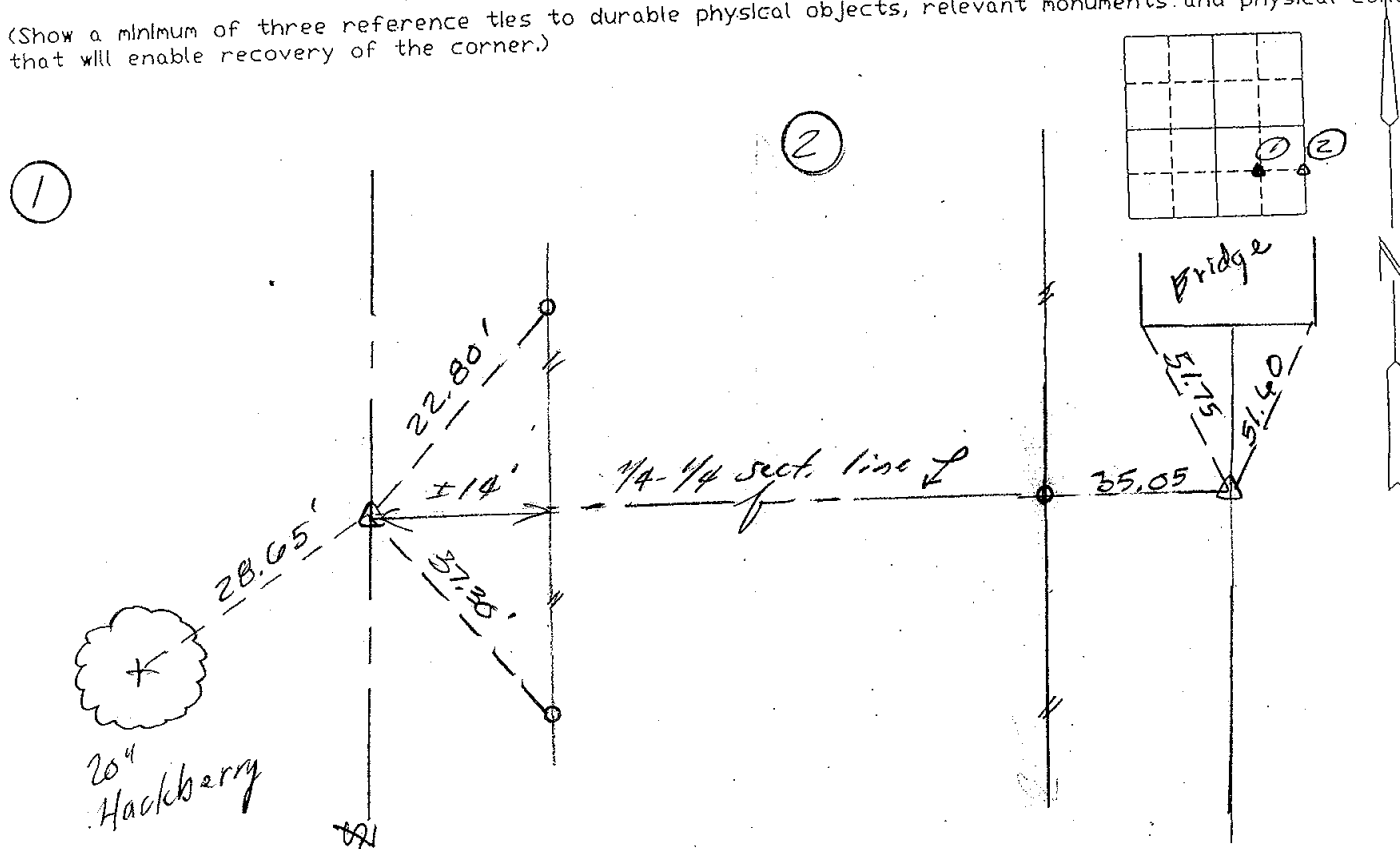 (Show a minimum of three reference ties to durable physical objects, relevant monuments and physical
that will enable recovery of the corner.)
1
2
1 2
Bridge
22.80'
51.75
51.40
±14'
1/4-1/4 sect. line
35.05
28.65'
37.30'
20"
Hackberry